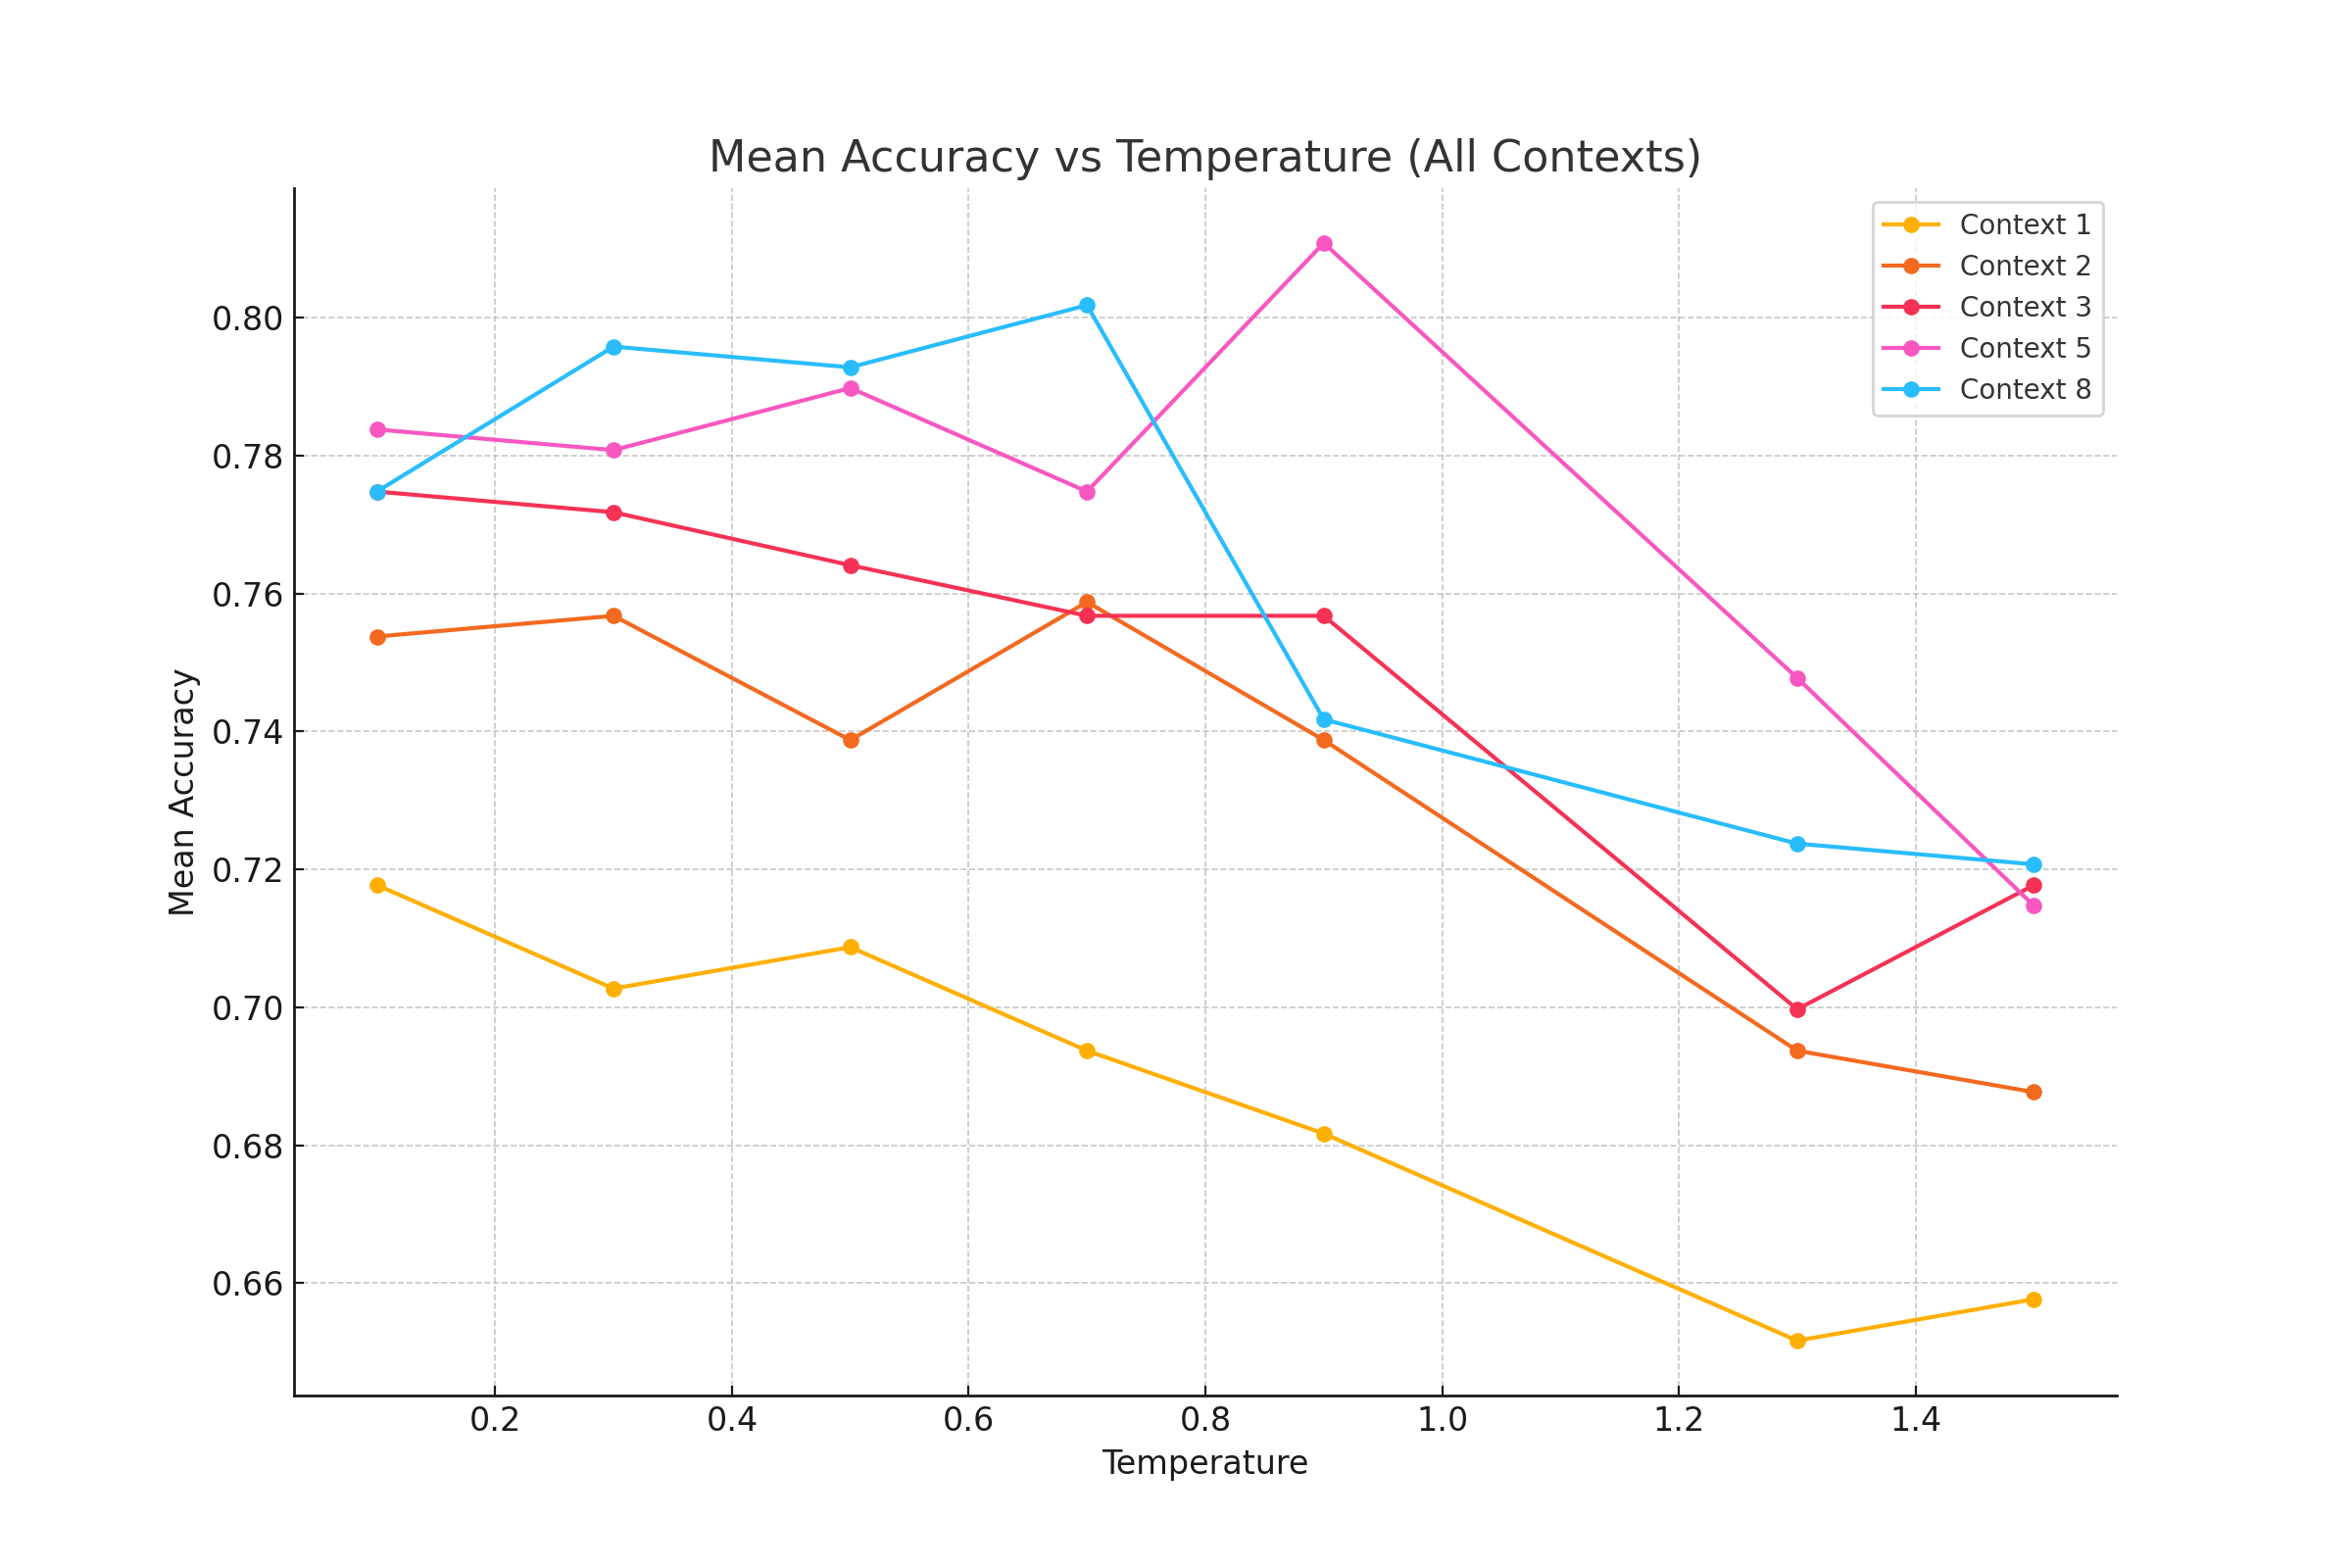 Mean Accuracy vs Temperature (All Contexts)
Context 1
Context 2
Context 3
Context 5
Context 8
Mean Accuracy
0.80
0.78
0.76
0.74
0.72
0.70
0.68
0.66
0.2 0.4 0.6 0.8 1.0 1.2 1.4
Temperature